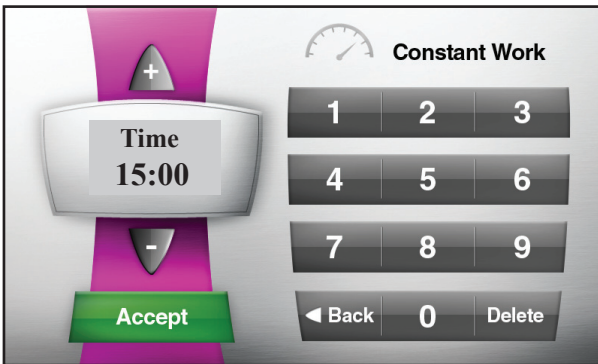 +
Time
15:00
-
Accept
Constant Work
1 2 3
4 5 6
7 8 9
Back 0 Delete